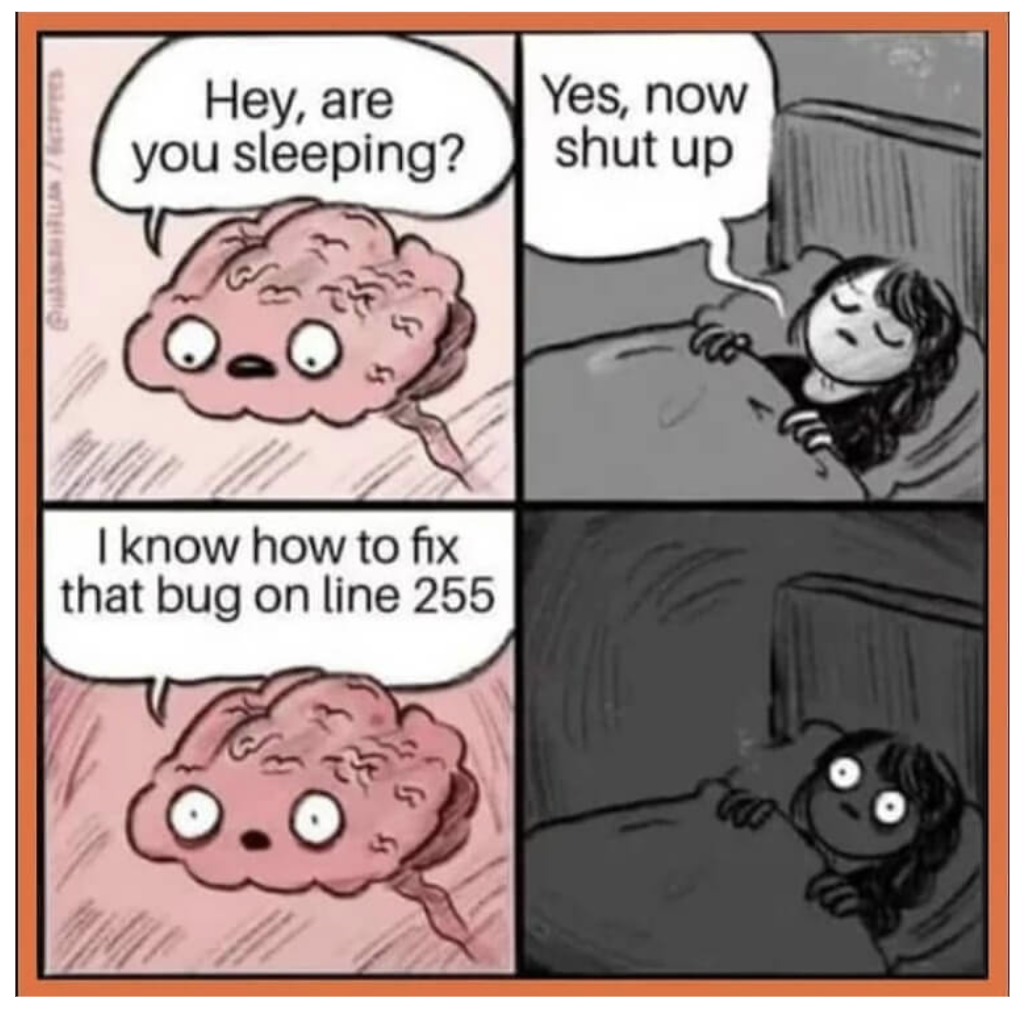 Hey, are
you sleeping?
Yes, now
shut up
I know how to fix
that bug on line 255